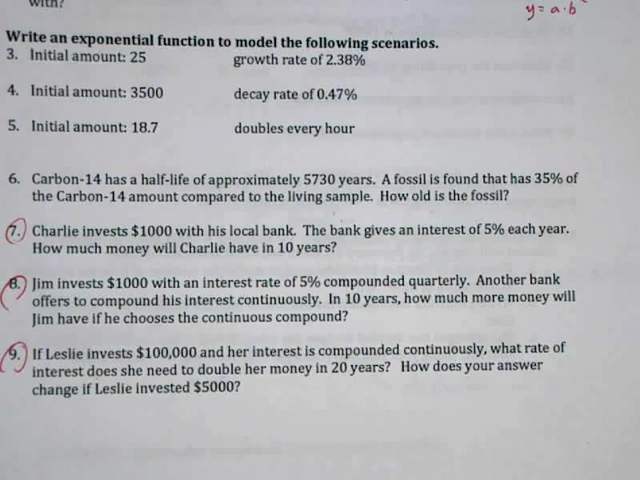 with?
y = a·b
Write an exponential function to model the following scenarios.
3. Initial amount: 25 growth rate of 2.38%
4. Initial amount: 3500 decay rate of 0.47%
5. Initial amount: 18.7 doubles every hour
6. Carbon-14 has a half-life of approximately 5730 years. A fossil is found that has 35% of
the Carbon-14 amount compared to the living sample. How old is the fossil?
7. Charlie invests $1000 with his local bank. The bank gives an interest of 5% each year.
How much money will Charlie have in 10 years?
8. Jim invests $1000 with an interest rate of 5% compounded quarterly. Another bank
offers to compound his interest continuously. In 10 years, how much more money will
Jim have if he chooses the continuous compound?
9. If Leslie invests $100,000 and her interest is compounded continuously, what rate of
interest does she need to double her money in 20 years? How does your answer
change if Leslie invested $5000?